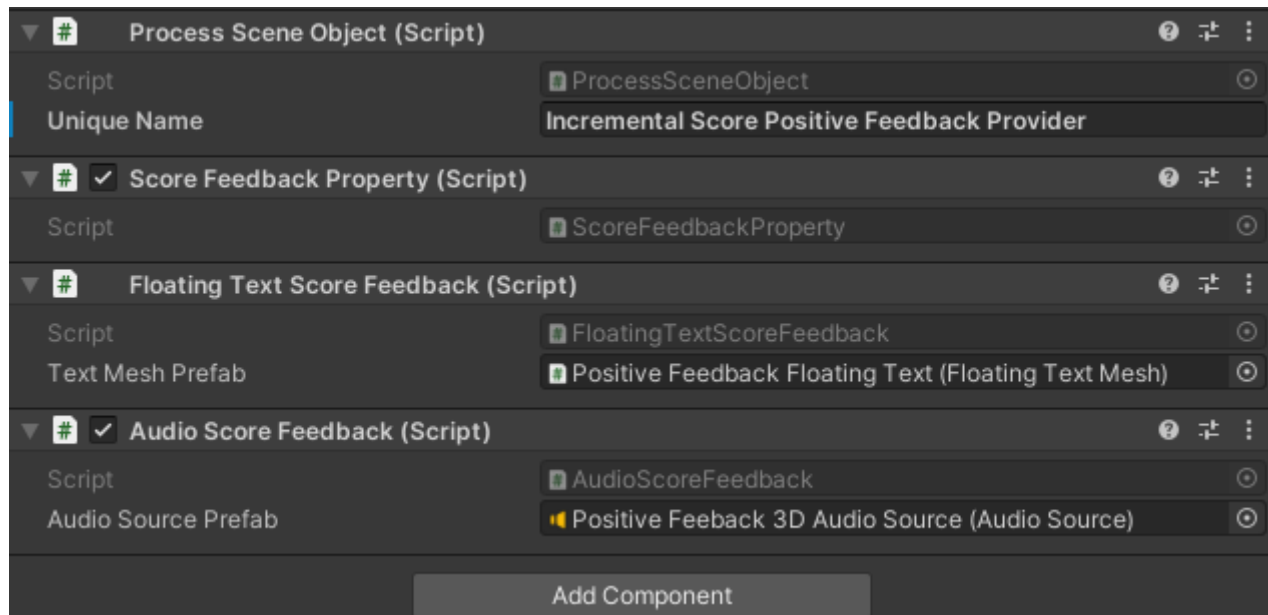 # Process Scene Object (Script)
Script # ProcessSceneObject
Unique Name Incremental Score Positive Feedback Provider
# Score Feedback Property (Script)
Script # ScoreFeedbackProperty
# Floating Text Score Feedback (Script)
Script # FloatingTextScoreFeedback
Text Mesh Prefab # Positive Feedback Floating Text (Floating Text Mesh)
# Audio Score Feedback (Script)
Script # AudioScoreFeedback
Audio Source Prefab Positive Feeback 3D Audio Source (Audio Source)
Add Component